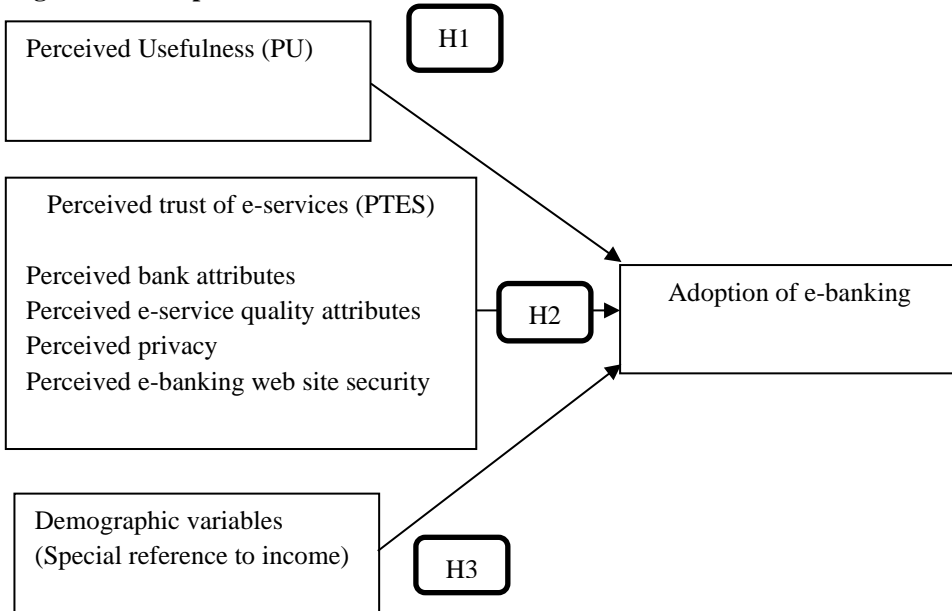 H1
Perceived Usefulness (PU)
Perceived trust of e-services (PTES)
Perceived bank attributes
Perceived e-service quality attributes
Perceived privacy
Perceived e-banking web site security
H2
Adoption of e-banking
Demographic variables
(Special reference to income)
H3